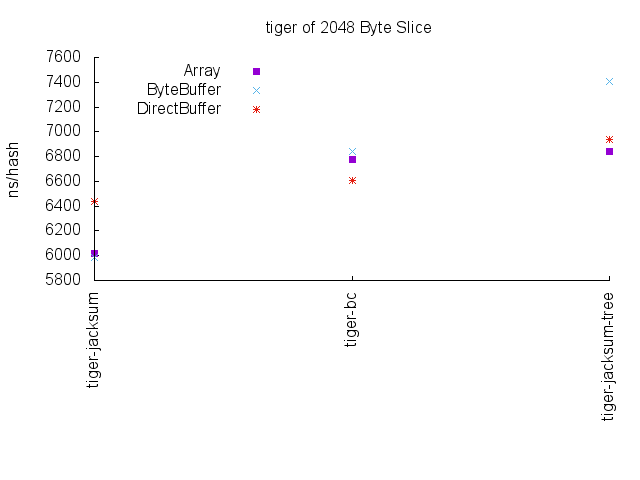 tiger of 2048 Byte Slice
ns/hash
7600
7400
7200
7000
6800
6600
6400
6200
6000
5800
Array
ByteBuffer
DirectBuffer
tiger-jacksum
tiger-bc
tiger-jacksum-tree